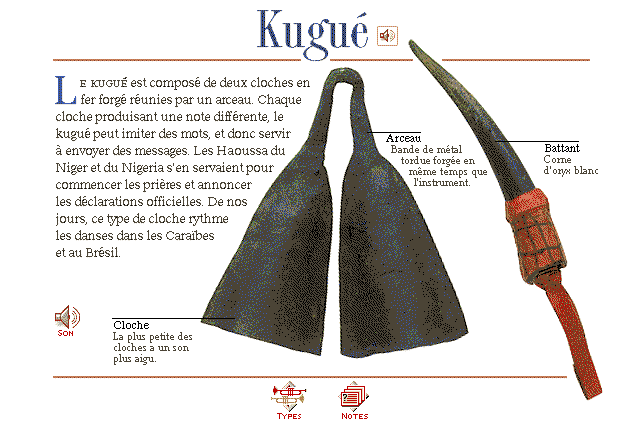 Kugué
LE KUGUÉ est composé de deux cloches en
fer forgé réunies par un arceau. Chaque
cloche produisant une note différente, le
kugué peut imiter des mots, et donc servir
à envoyer des messages. Les Haoussa du
Niger et du Nigeria s'en servaient pour
commencer les prières et annoncer
les déclarations officielles. De nos
jours, ce type de cloche rythme
les danses dans les Caraïbes
et au Brésil.
Arceau
Bande de métal
tordue forgée en
même temps que
l'instrument.
Battant
Corne
d'oryx blanc
Son
Cloche
La plus petite des
cloches a un son
plus aigu.
Types
Notes